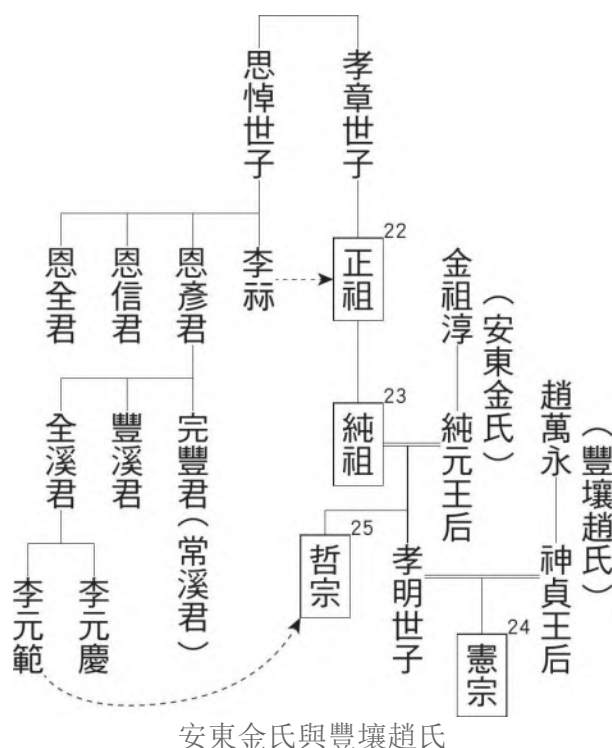 孝章世子
思悼世子
22
正祖
李祘
恩彥君
恩信君
恩全君
(安東金氏)
金祖淳
純元王后
23
純祖
(豐壤趙氏)
趙萬永
神貞王后
完豐君(常溪君)
豐溪君
全溪君
25
哲宗
孝明世子
24
憲宗
李元慶
李元範
安東金氏與豐壤趙氏